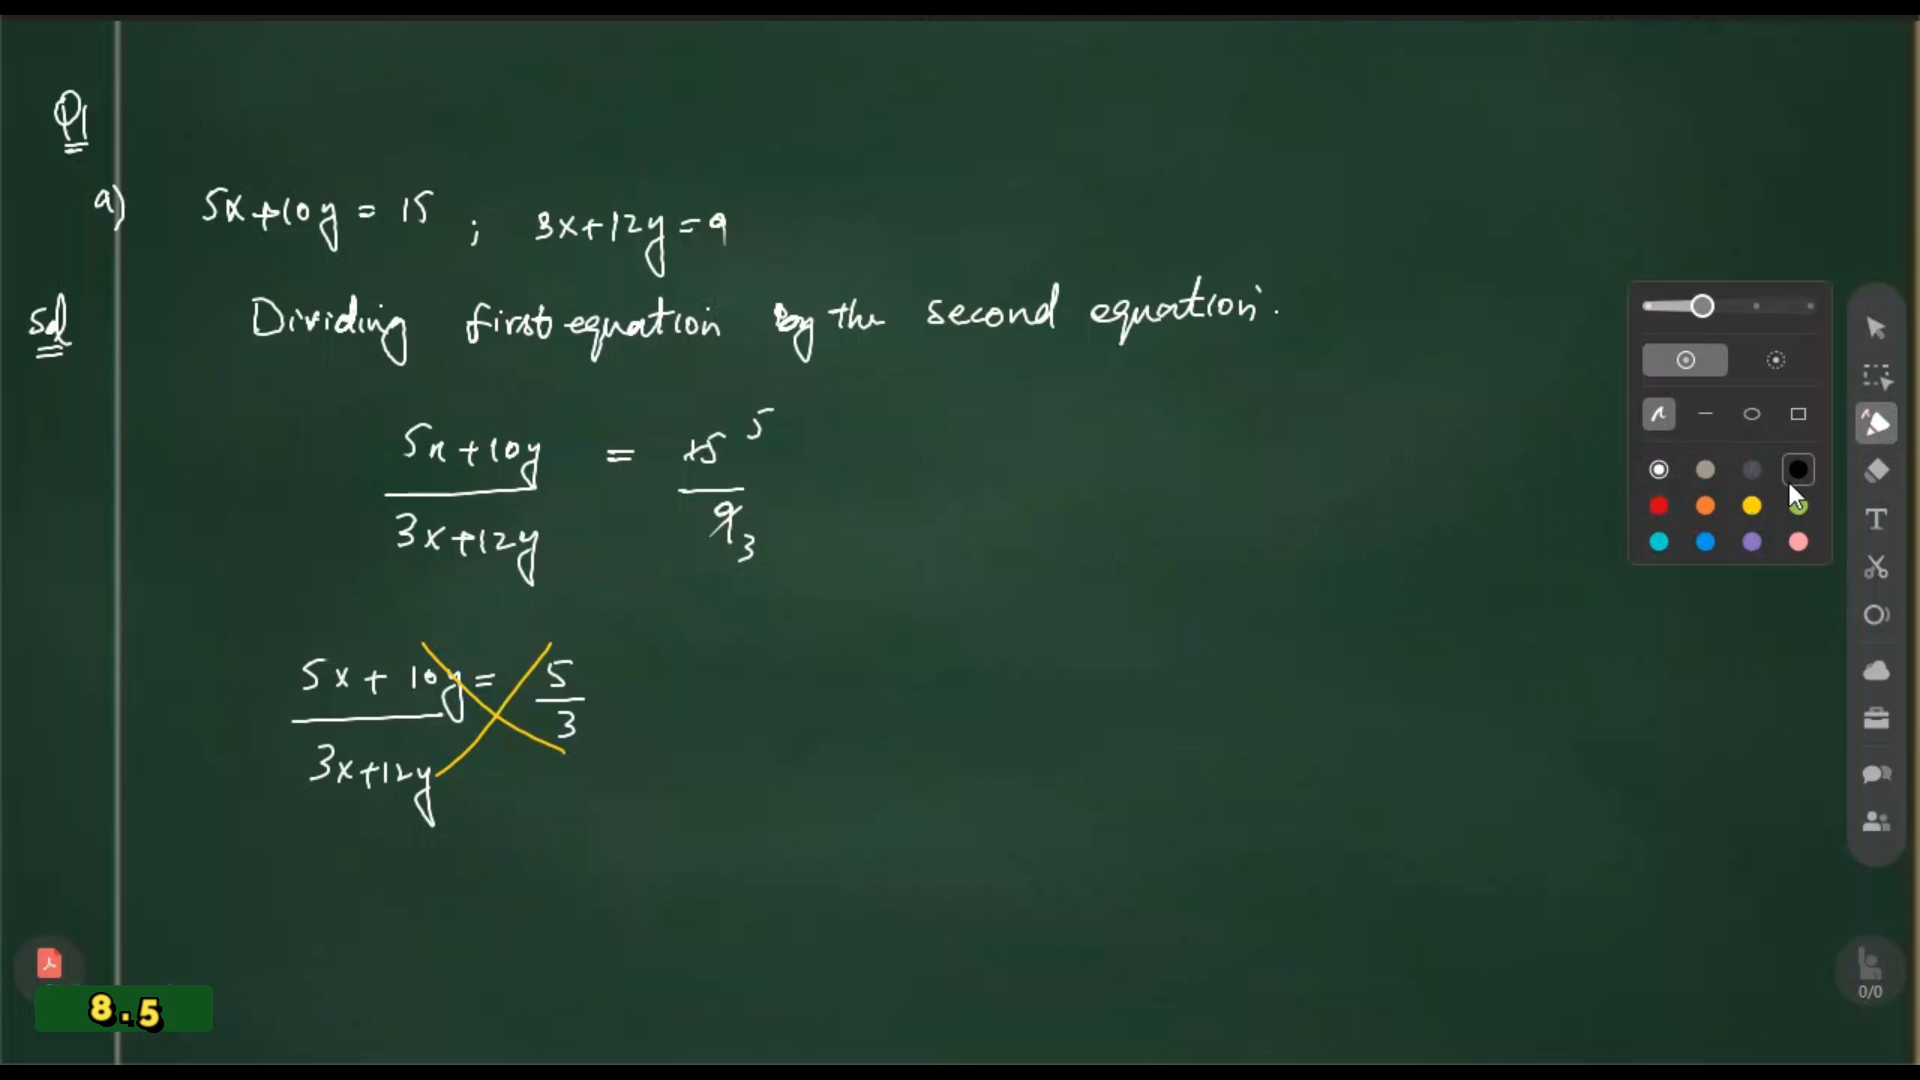 Q1
a) 5x+10y = 15 ; 3x+12y=9
Sol Dividing first equation by the second equation.
5x+10y = 15 5
3x+12y 9 3
5x + 10y = 5
3x+12y 3
8.5
0/0